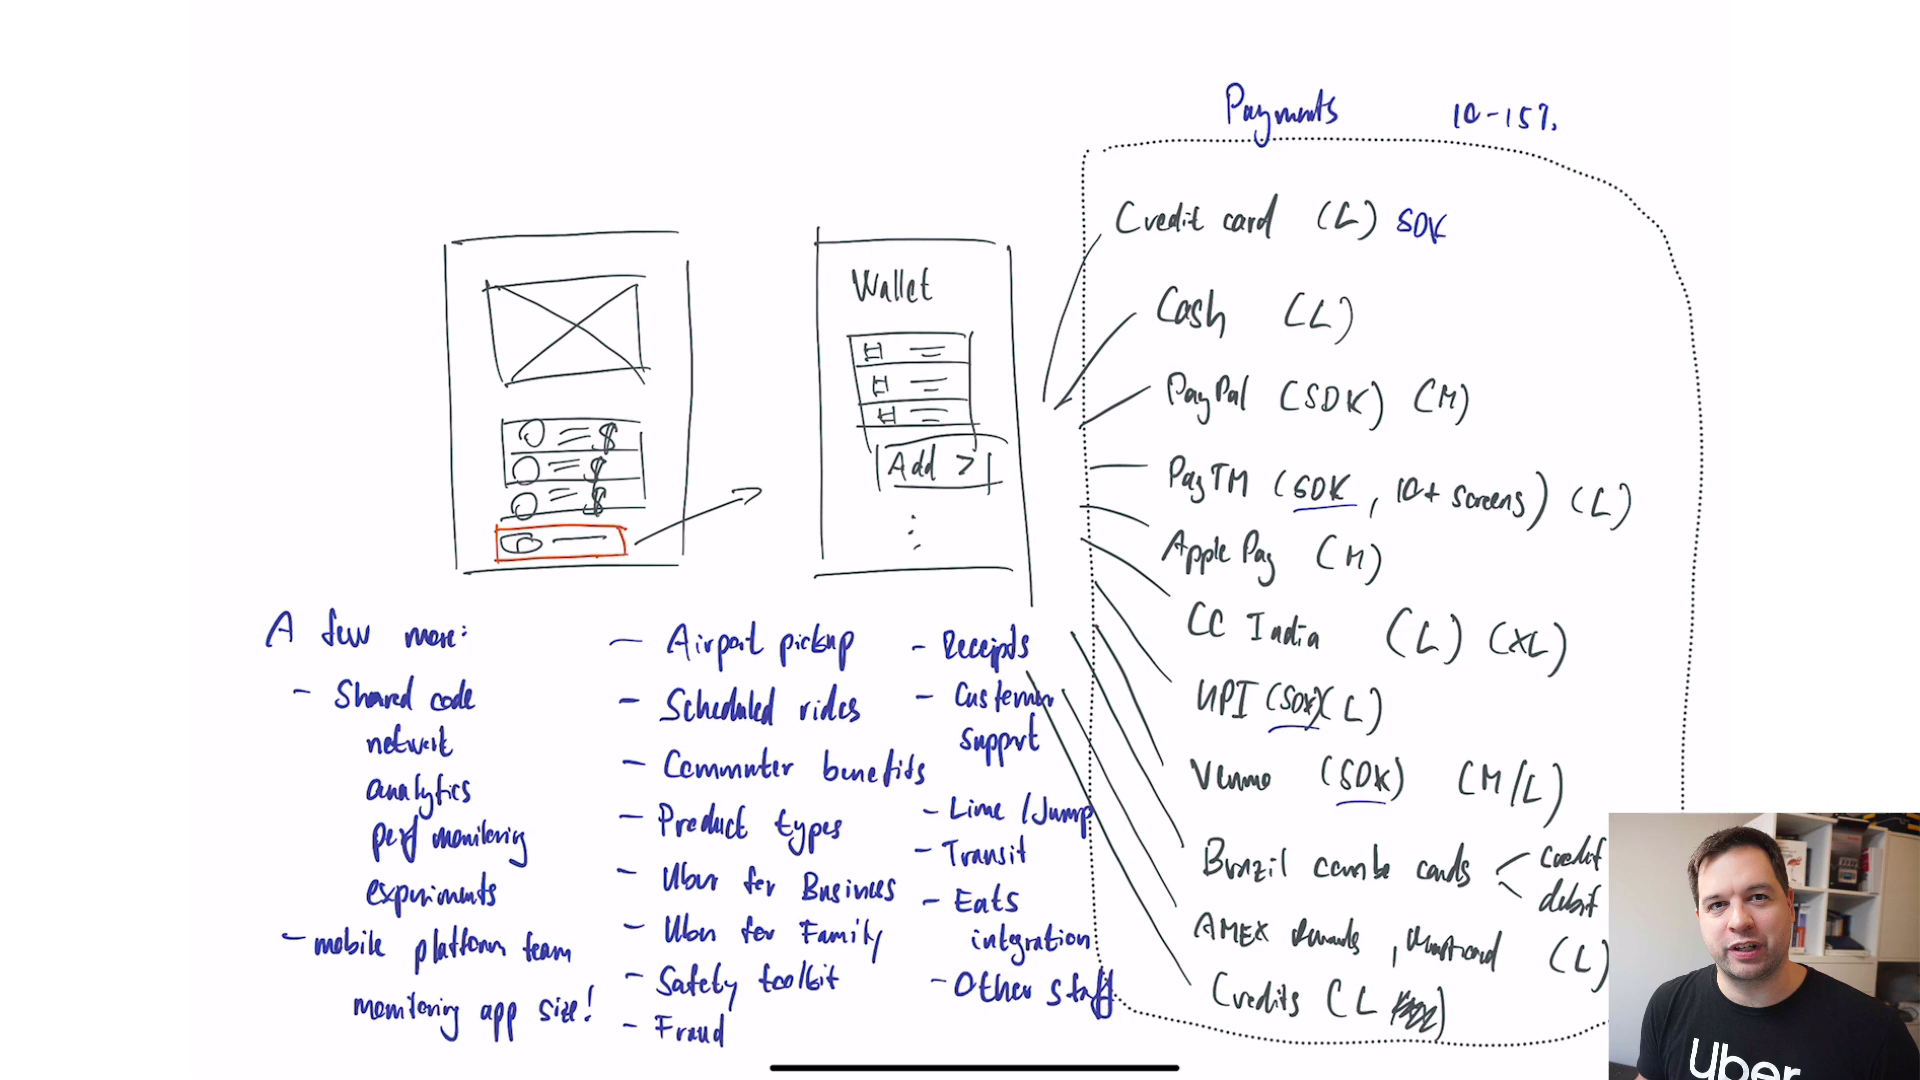 Payments 10-15%
Credit card (L) SDK
Cash (L)
PayPal (SDK) (M)
PayTM (SDK, 10+ screens) (L)
Apple Pay (M)
CC India (L) (XL)
UPI (SDK) (L)
Venmo (SDK) (M/L)
Brazil combo cards
credit
debit
AMEX Rewards, (L)
Credits (L)
Wallet
Add >
$
$
$
A few more:
- Shared code
network
analytics
perf monitoring
experiments
- mobile platform team
monitoring app size!
- Airport pickup
- Scheduled rides
- Commuter benefits
- Product types
- Uber for Business
- Uber for Family
- Safety toolkit
- Fraud
- Receipts
- Customer
support
- Lime / Jump
- Transit
- Eats
integration
- Other stuff
Uber